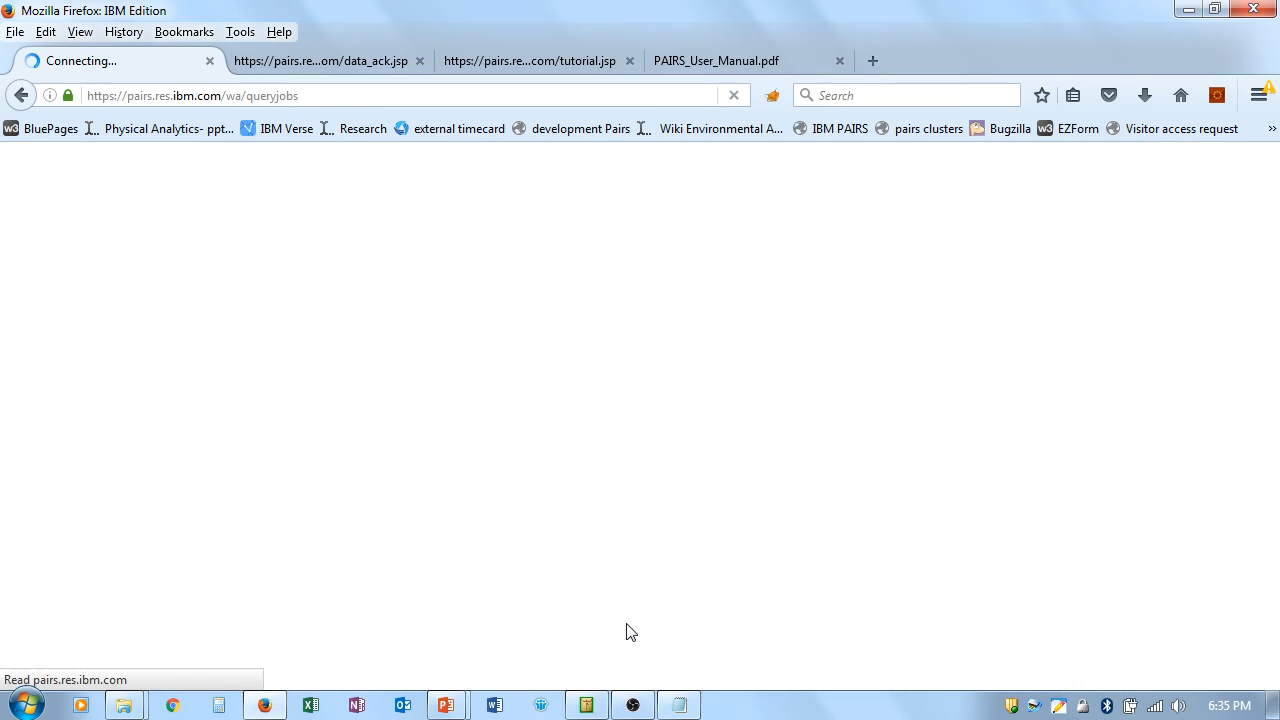 Mozilla Firefox: IBM Edition
File Edit View History Bookmarks Tools Help
Connecting... https://pairs.re...om/data_ack.jsp https://pairs.re...com/tutorial.jsp PAIRS_User_Manual.pdf
https://pairs.res.ibm.com/wa/queryjobs Search
w3 BluePages Physical Analytics- ppt... IBM Verse Research external timecard development Pairs Wiki Environmental A... IBM PAIRS pairs clusters Bugzilla w3 EZForm Visitor access request »
Read pairs.res.ibm.com
6:35 PM